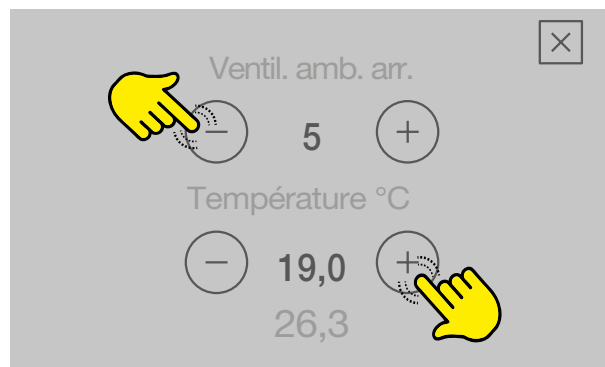 Ventil. amb. arr.
− 5 +
Température °C
− 19,0 +
26,3